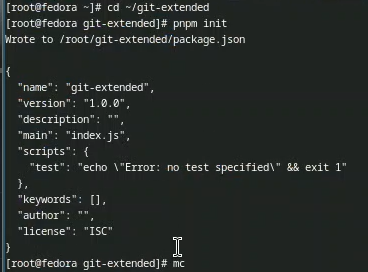 [root@fedora ~]# cd ~/git-extended
[root@fedora git-extended]# pnpm init
Wrote to /root/git-extended/package.json

{
  "name": "git-extended",
  "version": "1.0.0",
  "description": "",
  "main": "index.js",
  "scripts": {
    "test": "echo \"Error: no test specified\" && exit 1"
  },
  "keywords": [],
  "author": "",
  "license": "ISC"
}
[root@fedora git-extended]# mc